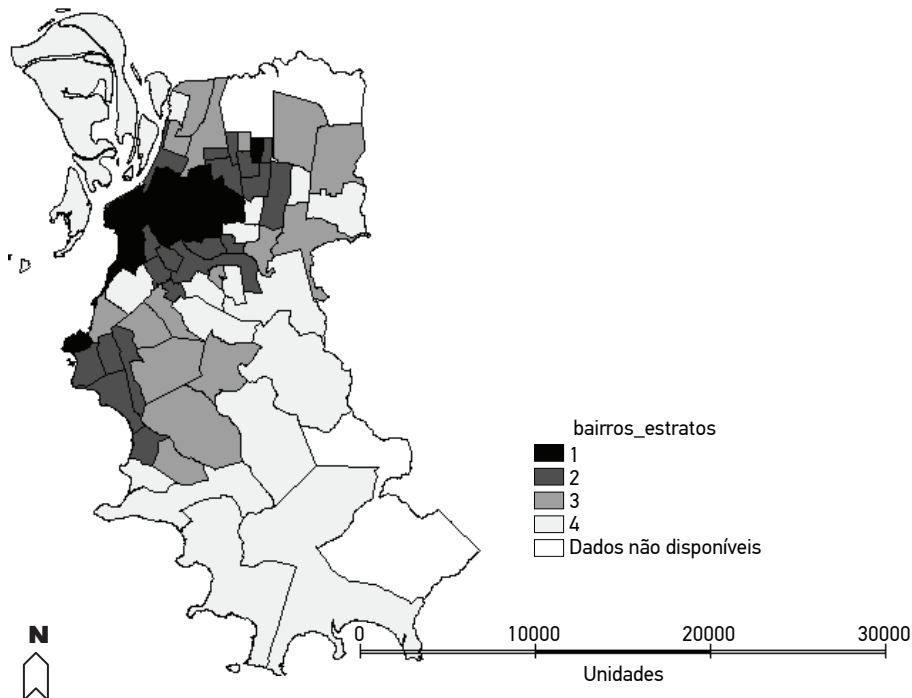 bairros_estratos
1
2
3
4
Dados não disponíveis
N
0 10000 20000 30000
Unidades